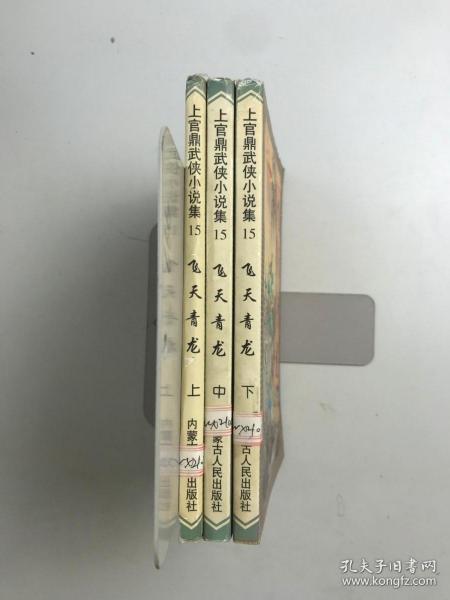 上官鼎武侠小说集 15 飞天青龙 上 内蒙古 出版社
上官鼎武侠小说集 15 飞天青龙 中 蒙古人民出版社
上官鼎武侠小说集 15 飞天青龙 下 古人民出版社
孔夫子旧书网
www.kongfz.com